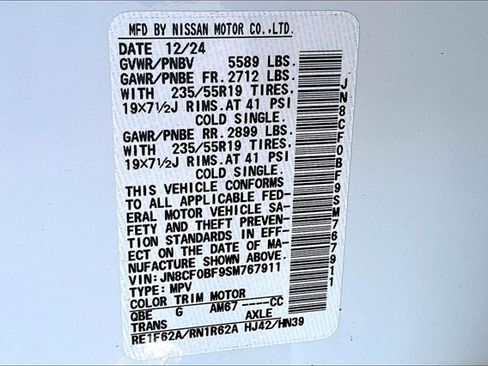 MFD BY NISSAN MOTOR CO.,LTD.
DATE 12/24
GVWR/PNBV 5589 LBS.
GAWR/PNBE FR. 2712 LBS.
WITH 235/55R19 TIRES,
19X7½J RIMS, AT 41 PSI
COLD SINGLE.
GAWR/PNBE RR. 2899 LBS.
WITH 235/55R19 TIRES,
19X7½J RIMS, AT 41 PSI
COLD SINGLE.
THIS VEHICLE CONFORMS
TO ALL APPLICABLE FED-
ERAL MOTOR VEHICLE SA-
FETY AND THEFT PREVEN-
TION STANDARDS IN EFF-
ECT ON THE DATE OF MA-
NUFACTURE SHOWN ABOVE.
VIN: JN8CF0BF9SM767911
TYPE: MPV
COLOR TRIM MOTOR
QBE G AM67 ----CC
TRANS AXLE
RE1F62A/RN1R62A HJ42/HN39
JN8CF0BF9SM767911